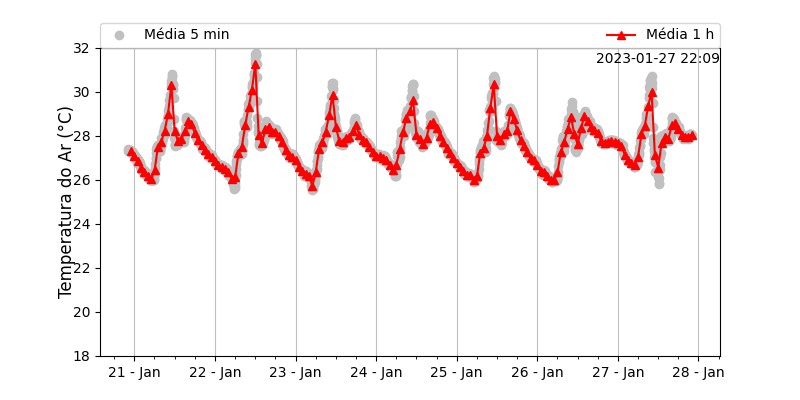 Média 5 min
Média 1 h
2023-01-27 22:09
Temperatura do Ar (°C)
32
30
28
26
24
22
20
18
21 - Jan
22 - Jan
23 - Jan
24 - Jan
25 - Jan
26 - Jan
27 - Jan
28 - Jan